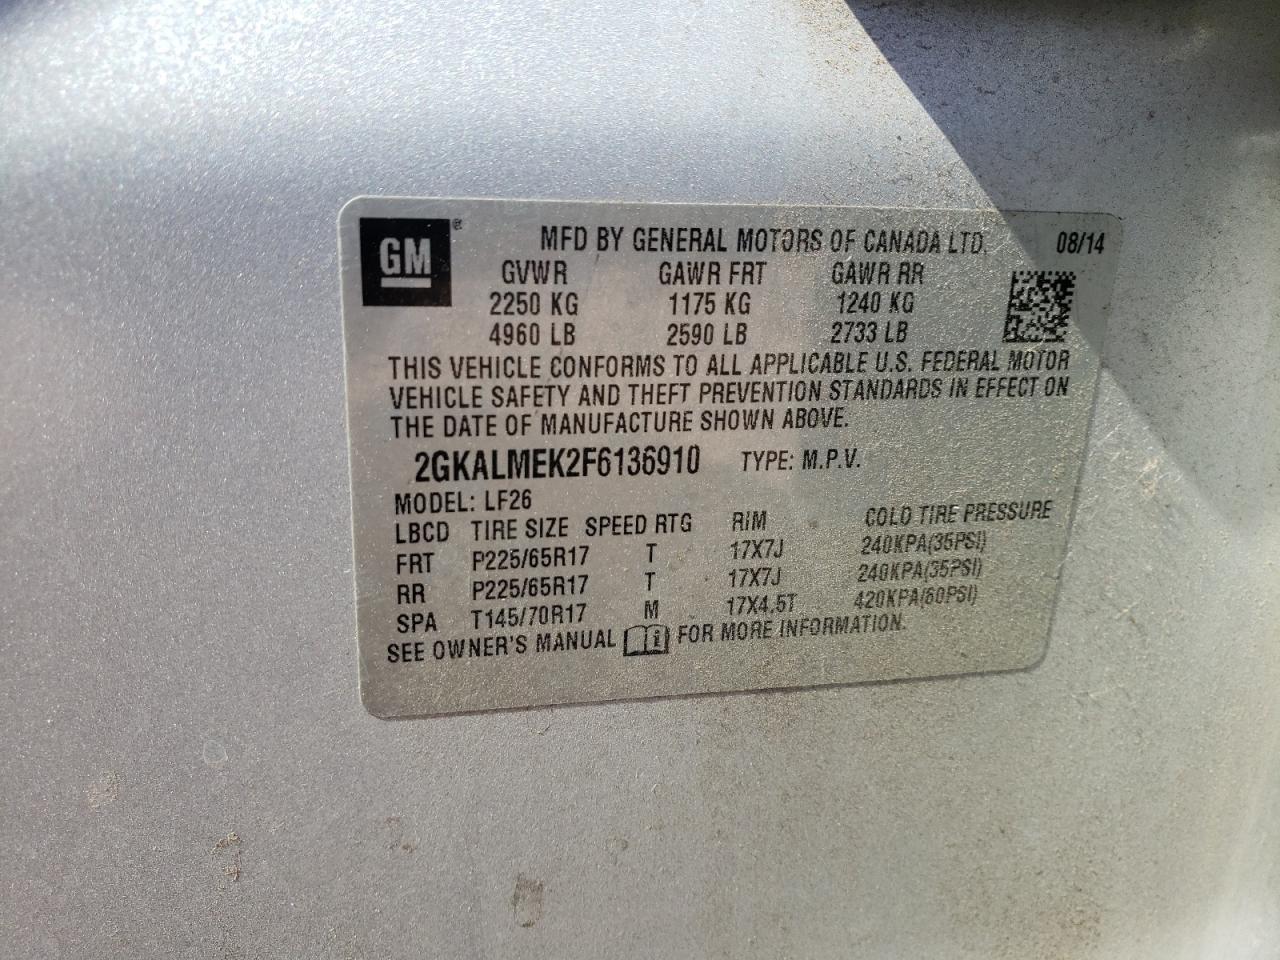 GM ® MFD BY GENERAL MOTORS OF CANADA LTD. 08/14
GVWR GAWR FRT GAWR RR
2250 KG 1175 KG 1240 KG
4960 LB 2590 LB 2733 LB
THIS VEHICLE CONFORMS TO ALL APPLICABLE U.S. FEDERAL MOTOR
VEHICLE SAFETY AND THEFT PREVENTION STANDARDS IN EFFECT ON
THE DATE OF MANUFACTURE SHOWN ABOVE.
2GKALMEK2F6136910 TYPE: M.P.V.
MODEL: LF26
LBCD TIRE SIZE SPEED RTG RIM COLD TIRE PRESSURE
FRT P225/65R17 T 17X7J 240KPA(35PSI)
RR P225/65R17 T 17X7J 240KPA(35PSI)
SPA T145/70R17 M 17X4.5T 420KPA(60PSI)
SEE OWNER'S MANUAL FOR MORE INFORMATION.